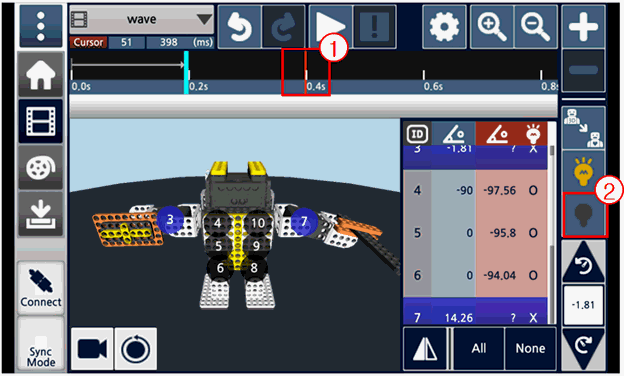 wave
Cursor 51 398 (ms)
1
0,0s 0,2s 0,4s 0,6s 0,8s
ID
3 -1.81 ? X
4 -90 -97.56 O
5 0 -95.8 O
6 0 -94.04 O
7 14.26 ? X
2
3 4 10 7
5 9
6 8
Connect
-1.81
Sync
Mode
All None